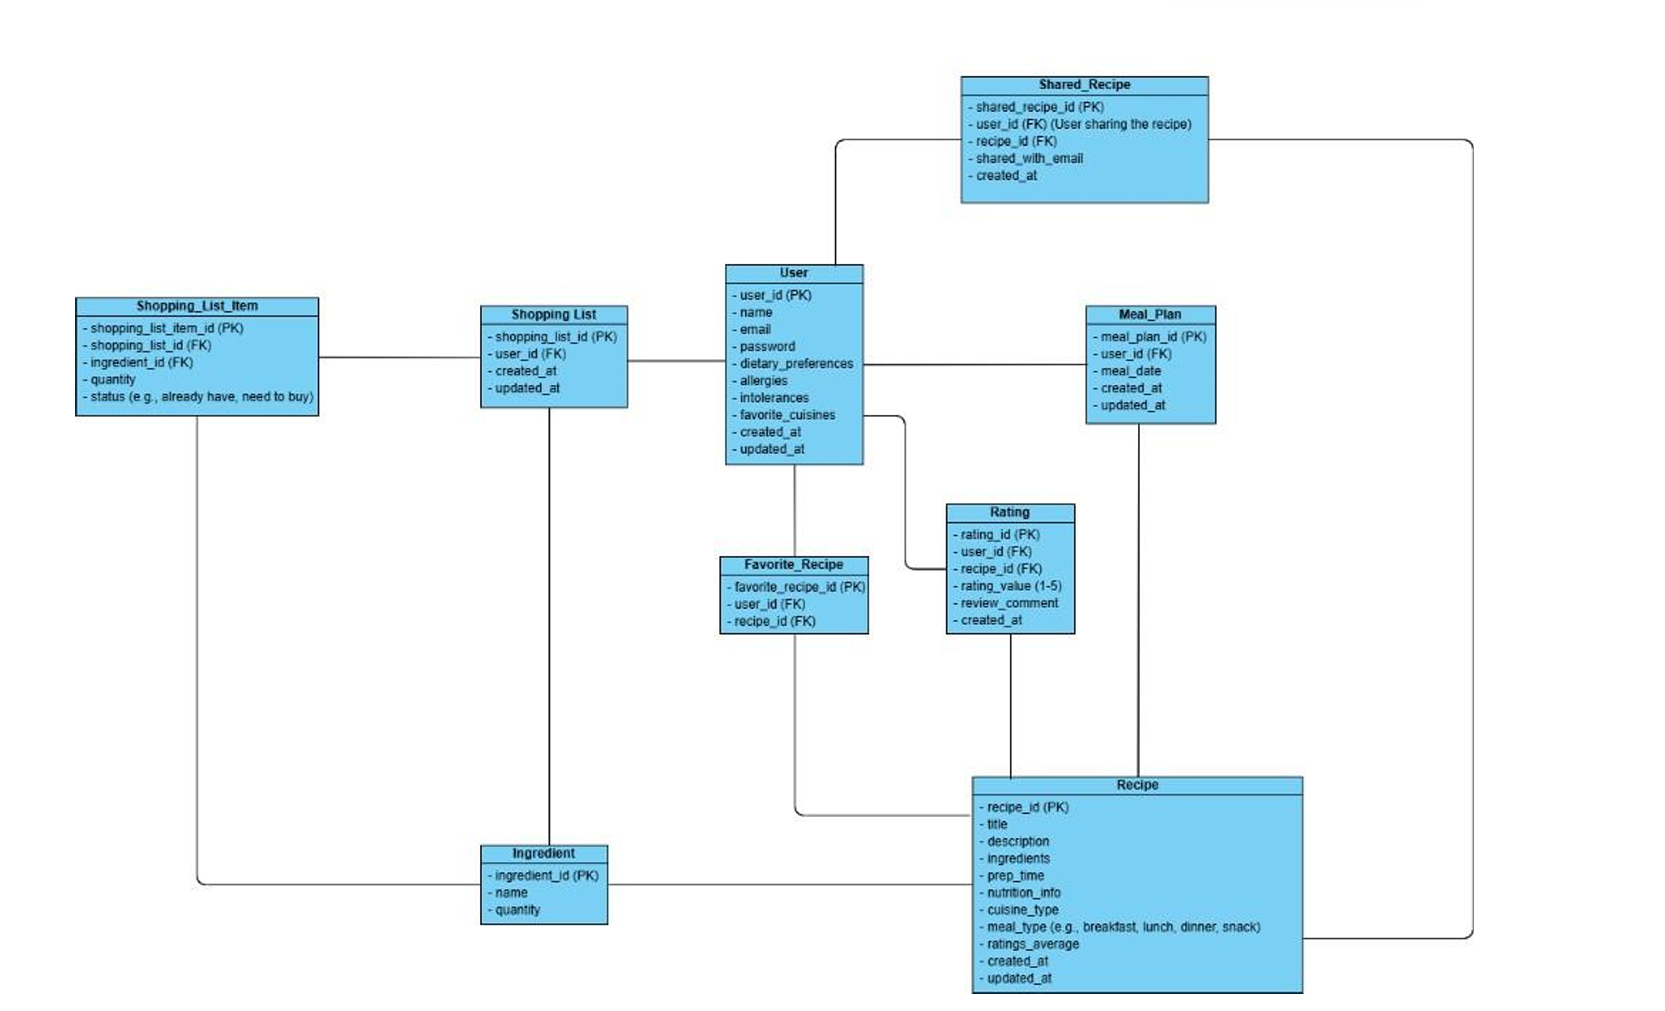 Shared_Recipe
- shared_recipe_id (PK)
- user_id (FK) (User sharing the recipe)
- recipe_id (FK)
- shared_with_email
- created_at
User
- user_id (PK)
- name
- email
- password
- dietary_preferences
- allergies
- intolerances
- favorite_cuisines
- created_at
- updated_at
Shopping_List_Item
- shopping_list_item_id (PK)
- shopping_list_id (FK)
- ingredient_id (FK)
- quantity
- status (e.g., already have, need to buy)
Shopping List
- shopping_list_id (PK)
- user_id (FK)
- created_at
- updated_at
Meal_Plan
- meal_plan_id (PK)
- user_id (FK)
- meal_date
- created_at
- updated_at
Rating
- rating_id (PK)
- user_id (FK)
- recipe_id (FK)
- rating_value (1-5)
- review_comment
- created_at
Favorite_Recipe
- favorite_recipe_id (PK)
- user_id (FK)
- recipe_id (FK)
Recipe
- recipe_id (PK)
- title
- description
- ingredients
- prep_time
- nutrition_info
- cuisine_type
- meal_type (e.g., breakfast, lunch, dinner, snack)
- ratings_average
- created_at
- updated_at
Ingredient
- ingredient_id (PK)
- name
- quantity